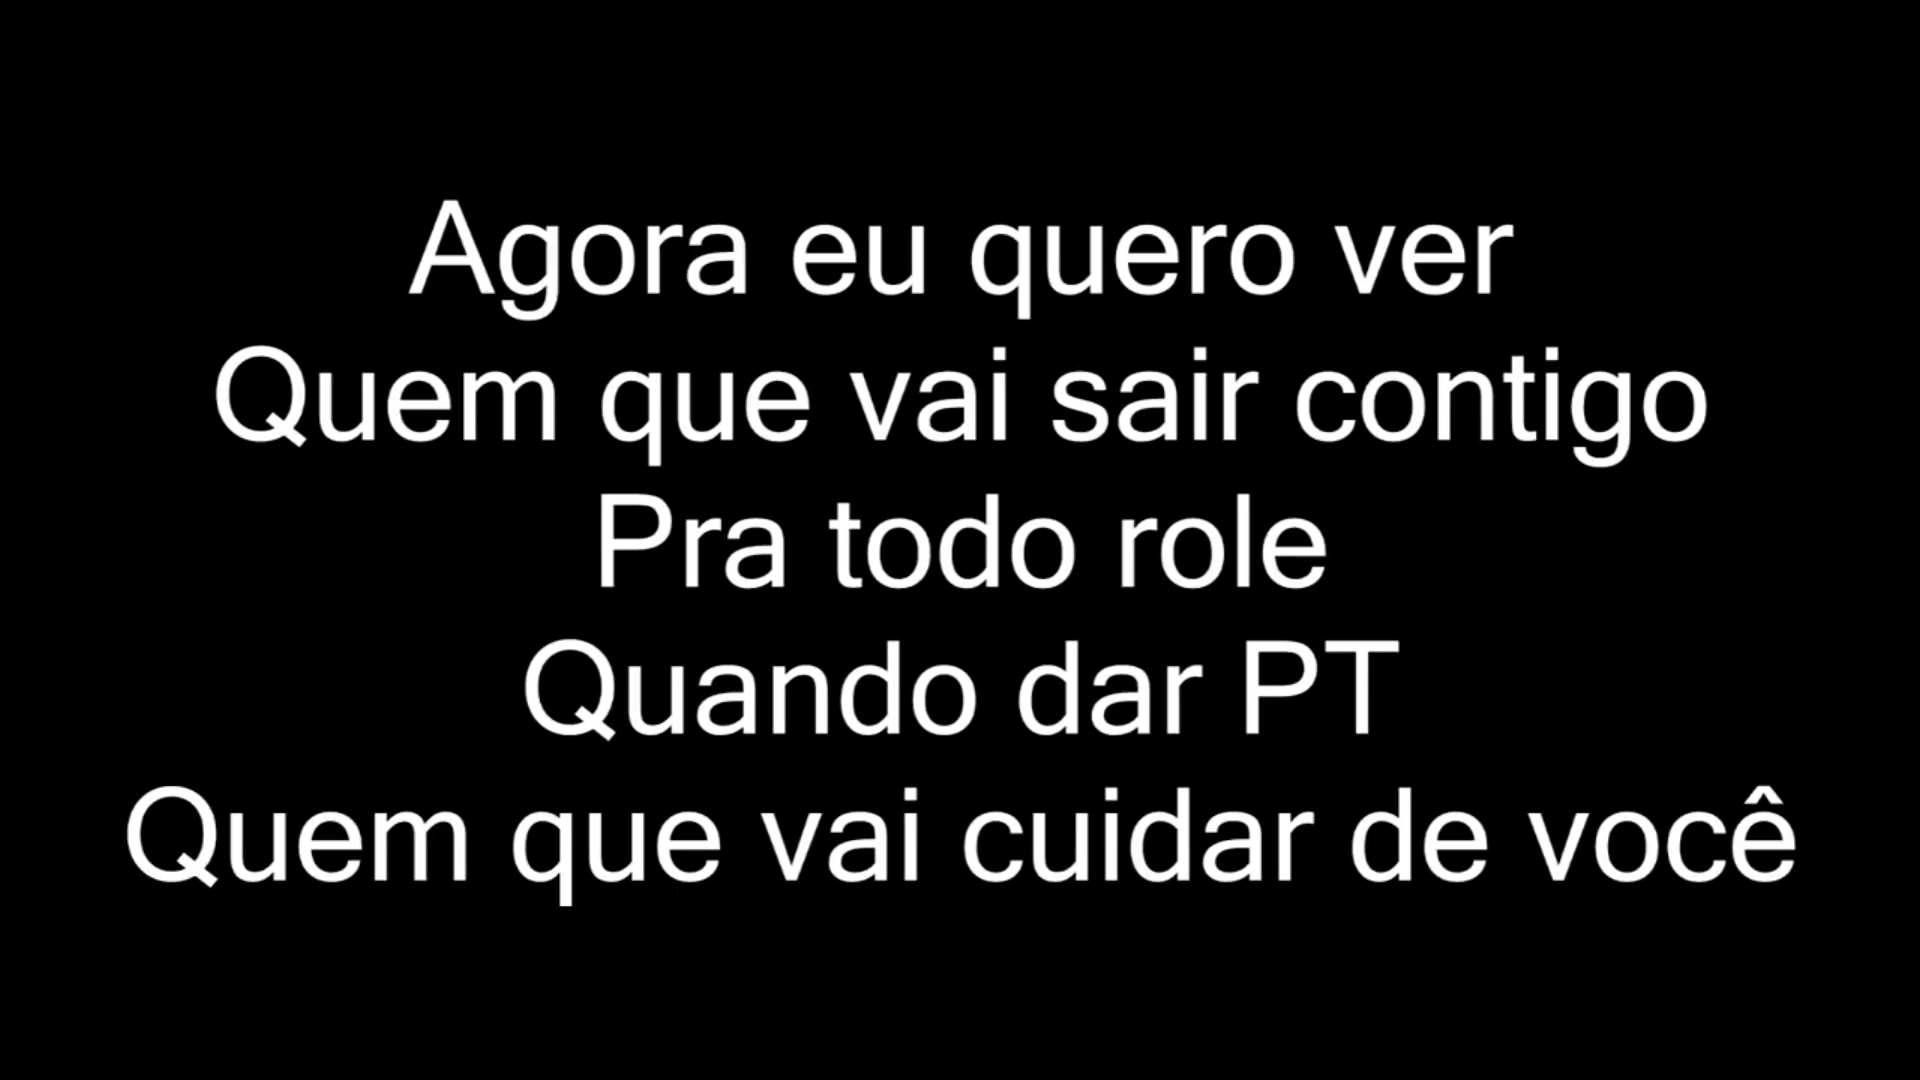 Agora eu quero ver
Quem que vai sair contigo
Pra todo role
Quando dar PT
Quem que vai cuidar de você